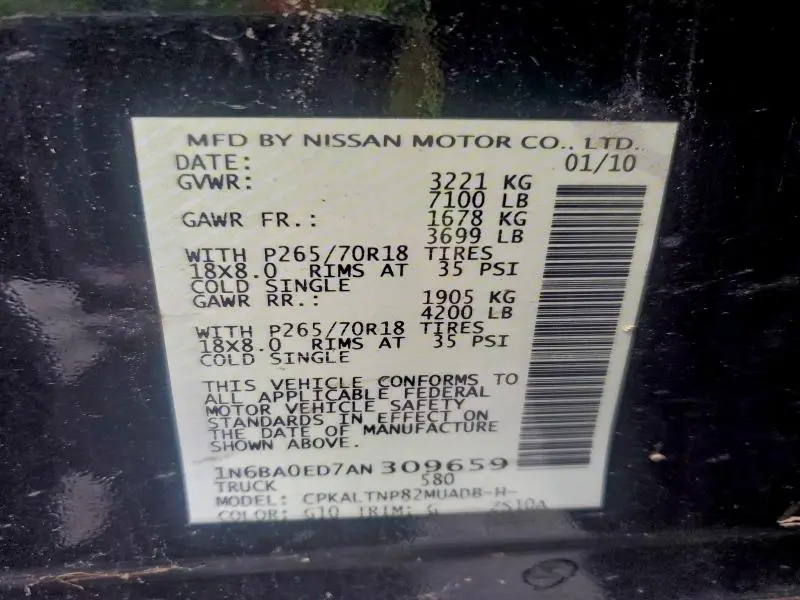 MFD BY NISSAN MOTOR CO., LTD.
DATE: 01/10
GVWR: 3221 KG
7100 LB
GAWR FR.: 1678 KG
3699 LB
WITH P265/70R18 TIRES
18X8.0 RIMS AT 35 PSI
COLD SINGLE
GAWR RR.: 1905 KG
4200 LB
WITH P265/70R18 TIRES
18X8.0 RIMS AT 35 PSI
COLD SINGLE
THIS VEHICLE CONFORMS TO
ALL APPLICABLE FEDERAL
MOTOR VEHICLE SAFETY
STANDARDS IN EFFECT ON
THE DATE OF MANUFACTURE
SHOWN ABOVE.
1N6BA0ED7AN309659
TRUCK 580
MODEL: CPKALTNP82MUADB-H-
COLOR: G10 TRIM: G